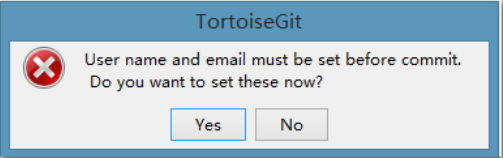 TortoiseGit
User name and email must be set before commit.
Do you want to set these now?
Yes
No